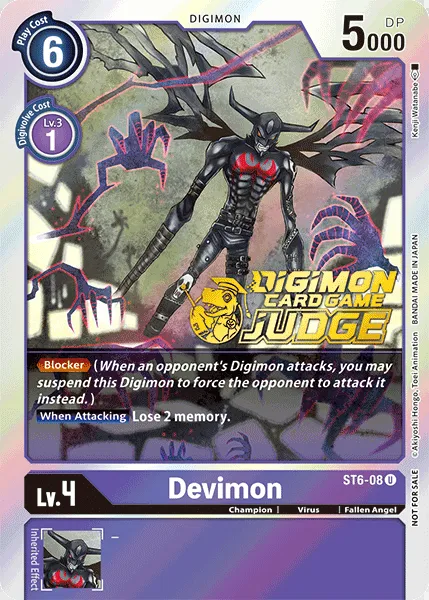 DIGIMON
Play Cost
6
DP
5000
Digivolve Cost
Lv.3
1
Kenji Watanabe
DIGIMON
CARD GAME
JUDGE
Blocker (When an opponent's Digimon attacks, you may
suspend this Digimon to force the opponent to attack it
instead.)
When Attacking Lose 2 memory.
©Akiyoshi Hongo, Toei Animation BANDAI MADE IN JAPAN
NOT FOR SALE
Lv.4
Devimon
ST6-08 U
Champion | Virus | Fallen Angel
Inherited Effect
–